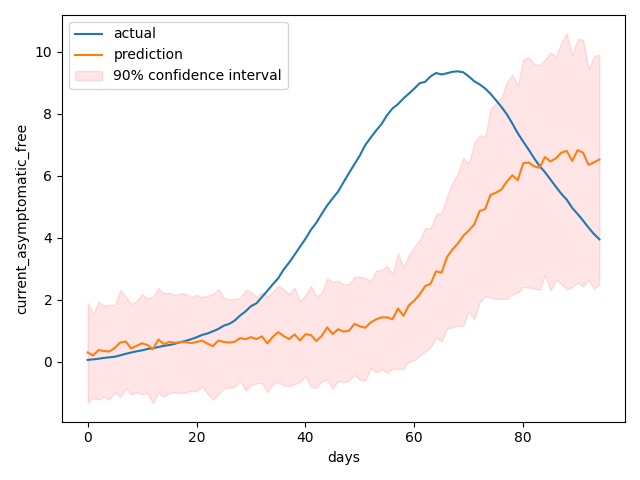 actual
prediction
90% confidence interval
current_asymptomatic_free
10
8
6
4
2
0
0 20 40 60 80
days